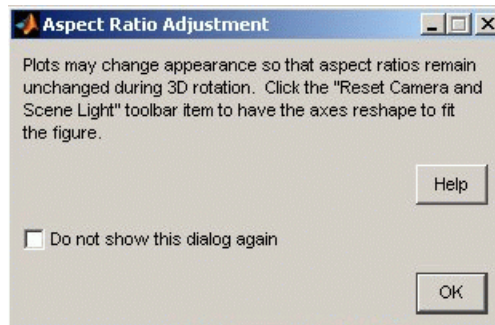 Aspect Ratio Adjustment
Plots may change appearance so that aspect ratios remain
unchanged during 3D rotation. Click the "Reset Camera and
Scene Light" toolbar item to have the axes reshape to fit
the figure.
Help
Do not show this dialog again
OK